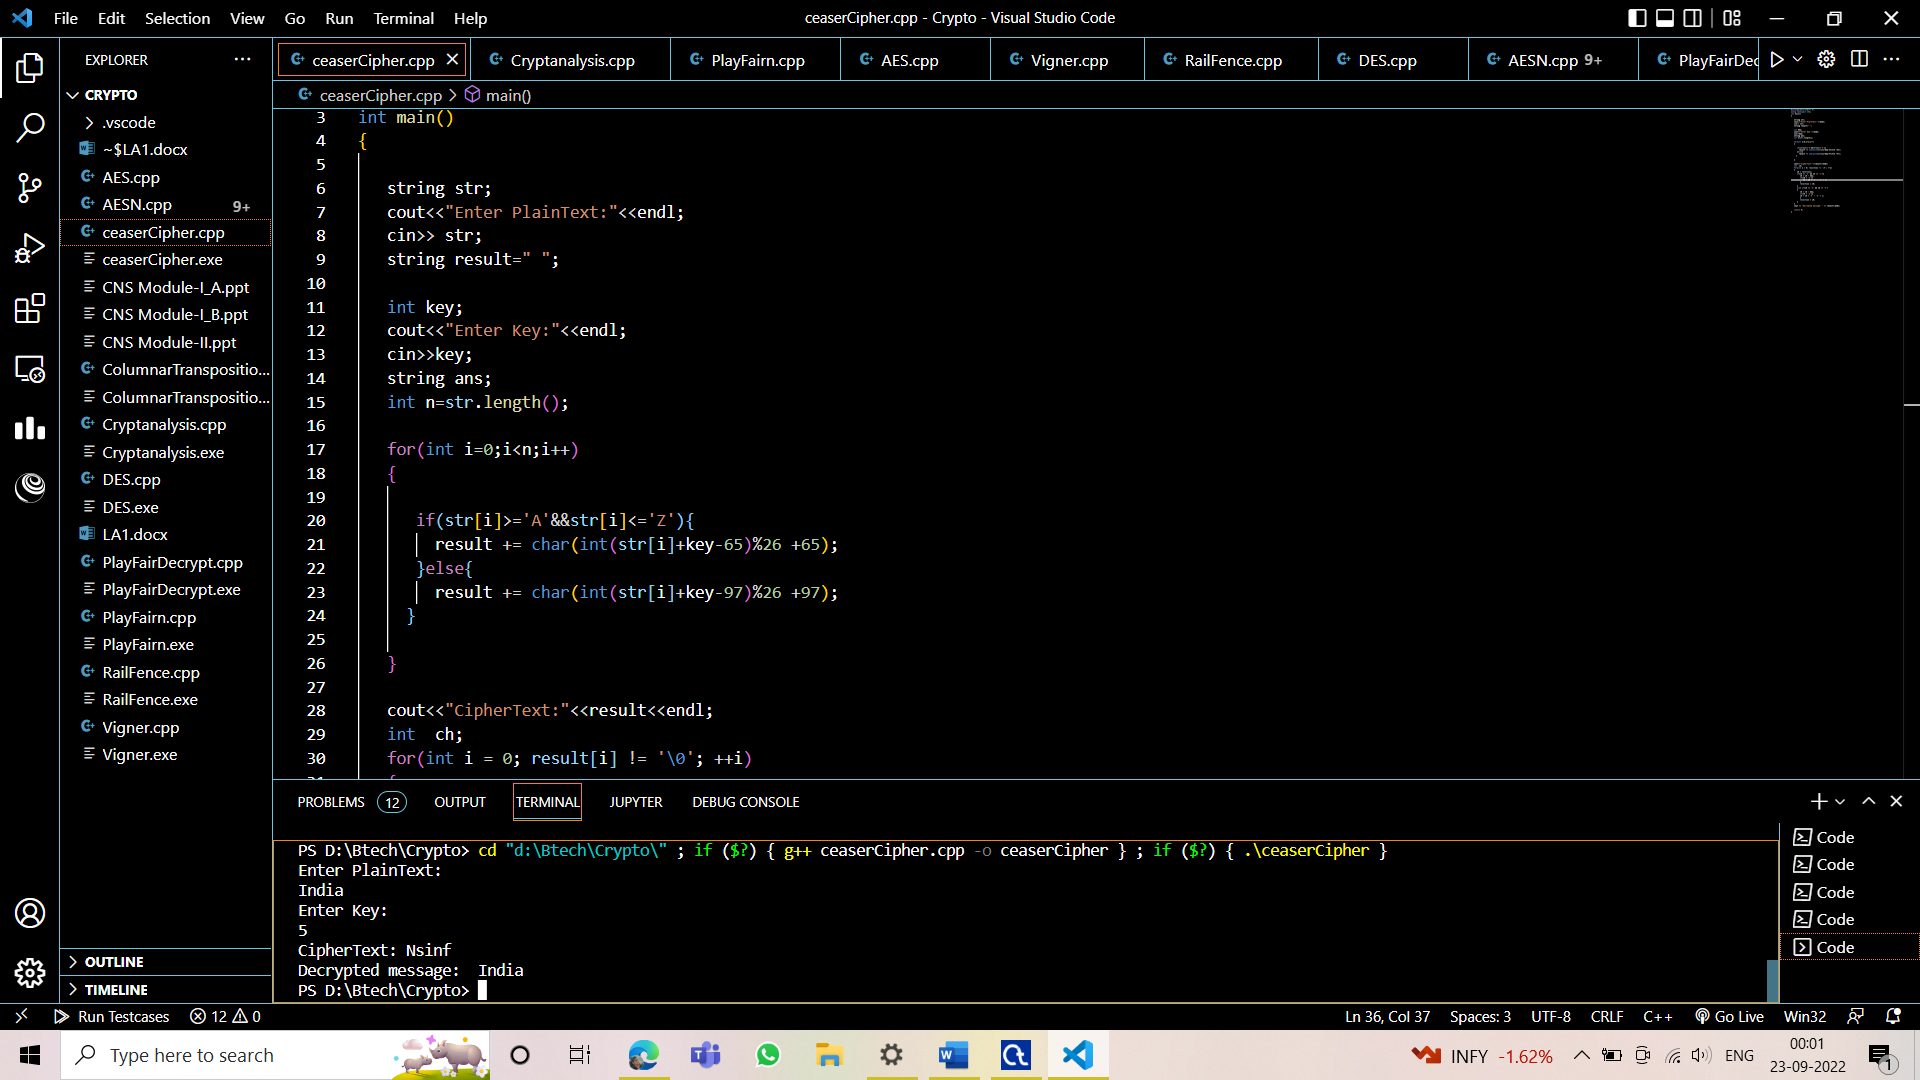 File Edit Selection View Go Run Terminal Help
ceaserCipher.cpp - Crypto - Visual Studio Code
EXPLORER
CRYPTO
.vscode
~$LA1.docx
AES.cpp
AESN.cpp 9+
ceaserCipher.cpp
ceaserCipher.exe
CNS Module-I_A.ppt
CNS Module-I_B.ppt
CNS Module-II.ppt
ColumnarTranspositio...
ColumnarTranspositio...
Cryptanalysis.cpp
Cryptanalysis.exe
DES.cpp
DES.exe
LA1.docx
PlayFairDecrypt.cpp
PlayFairDecrypt.exe
PlayFairn.cpp
PlayFairn.exe
RailFence.cpp
RailFence.exe
Vigner.cpp
Vigner.exe
OUTLINE
TIMELINE
ceaserCipher.cpp Cryptanalysis.cpp PlayFairn.cpp AES.cpp Vigner.cpp RailFence.cpp DES.cpp AESN.cpp 9+ PlayFairDec
ceaserCipher.cpp > main()
3 int main()
4 {
5
6 string str;
7 cout<<"Enter PlainText:"<<endl;
8 cin>> str;
9 string result=" ";
10
11 int key;
12 cout<<"Enter Key:"<<endl;
13 cin>>key;
14 string ans;
15 int n=str.length();
16
17 for(int i=0;i<n;i++)
18 {
19
20 if(str[i]>='A'&&str[i]<='Z'){
21 result += char(int(str[i]+key-65)%26 +65);
22 }else{
23 result += char(int(str[i]+key-97)%26 +97);
24 }
25
26 }
27
28 cout<<"CipherText:"<<result<<endl;
29 int  ch;
30 for(int i = 0; result[i] != '\0'; ++i)
PROBLEMS 12 OUTPUT TERMINAL JUPYTER DEBUG CONSOLE
PS D:\Btech\Crypto> cd "d:\Btech\Crypto\" ; if ($?) { g++ ceaserCipher.cpp -o ceaserCipher } ; if ($?) { .\ceaserCipher }
Enter PlainText:
India
Enter Key:
5
CipherText: Nsinf
Decrypted message:  India
PS D:\Btech\Crypto>
Code
Code
Code
Code
Code
Run Testcases 12 0
Ln 36, Col 37 Spaces: 3 UTF-8 CRLF C++ Go Live Win32
Type here to search
INFY -1.62%
ENG
00:01
23-09-2022
1